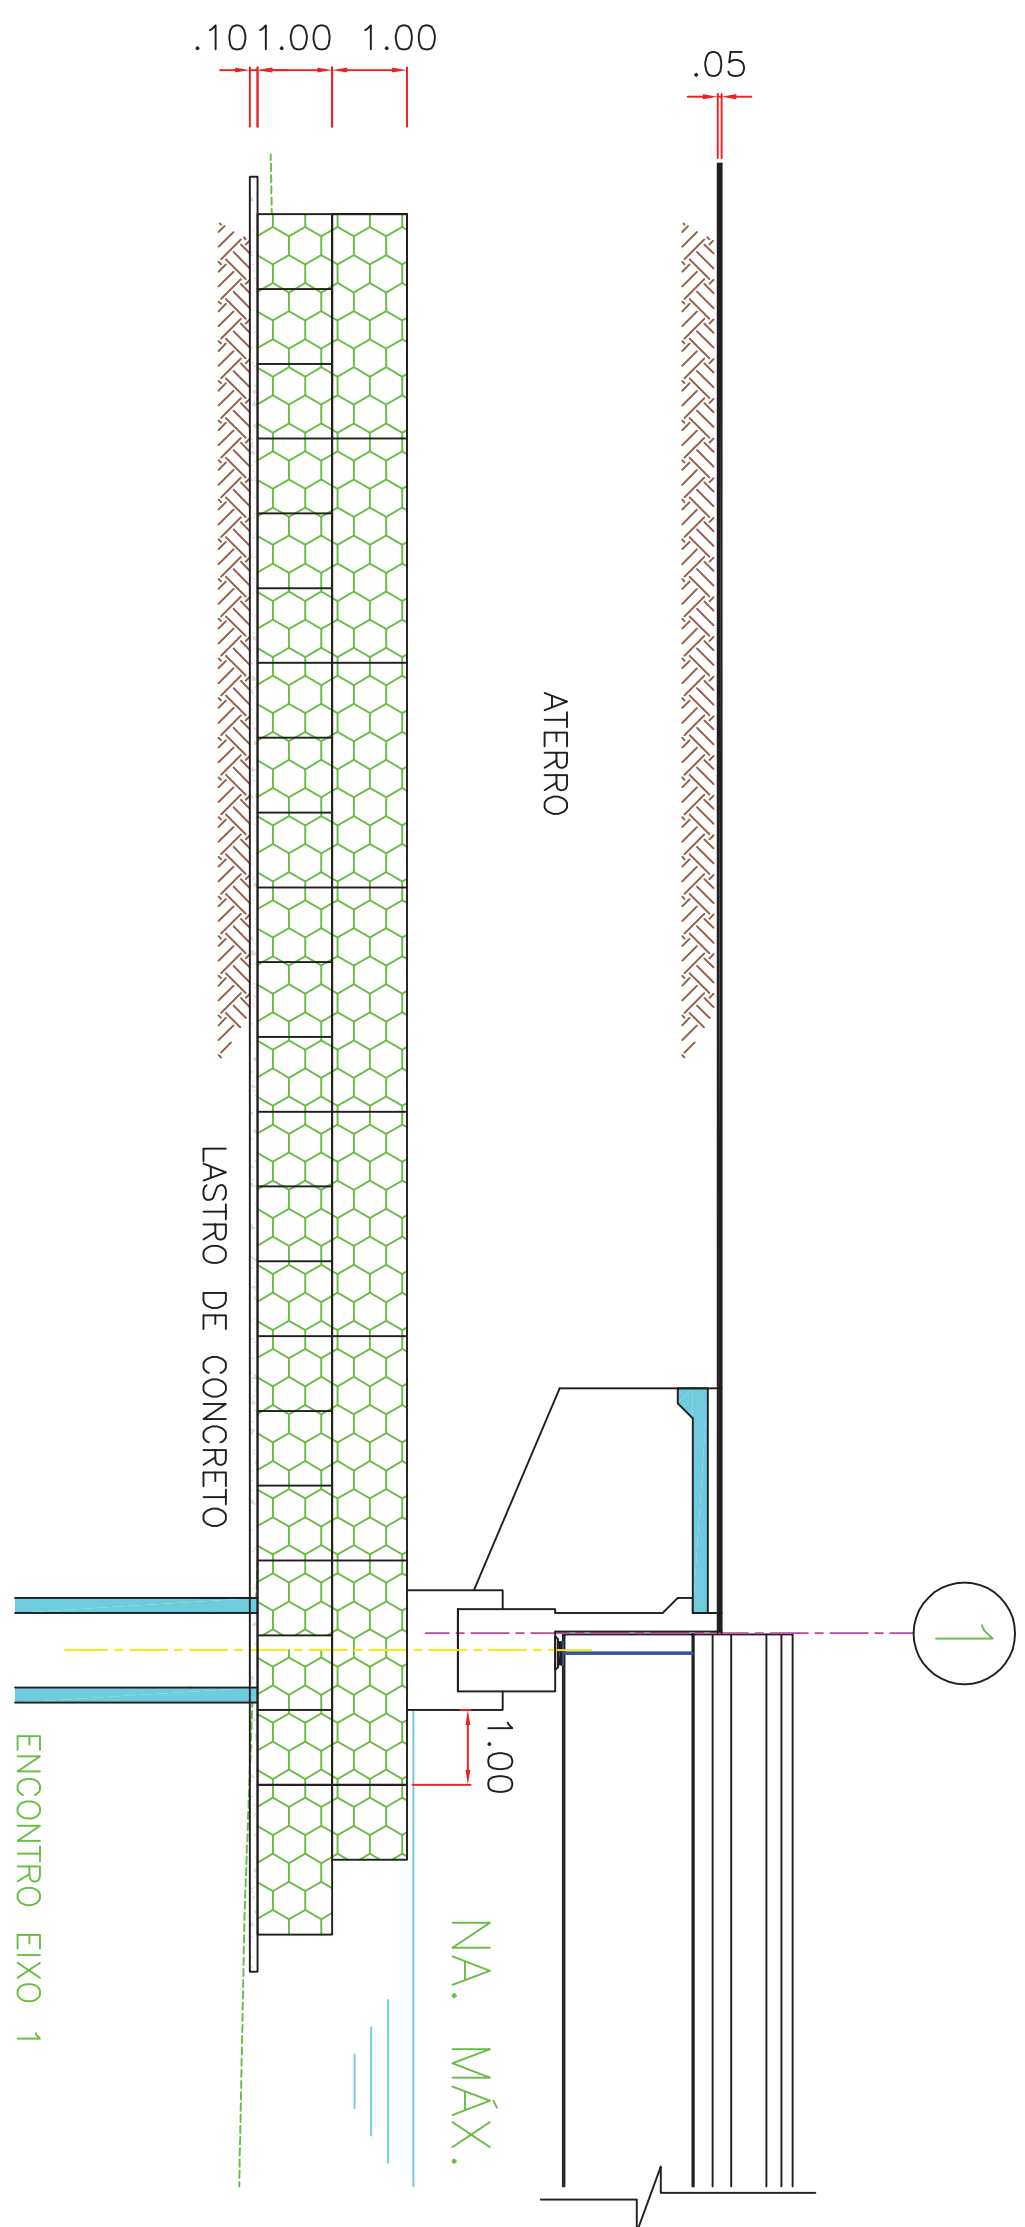 .10
1.00
1.00
.05
ATERRO
LASTRO DE CONCRETO
1
1.00
NA. MÁX.
ENCONTRO EIXO 1